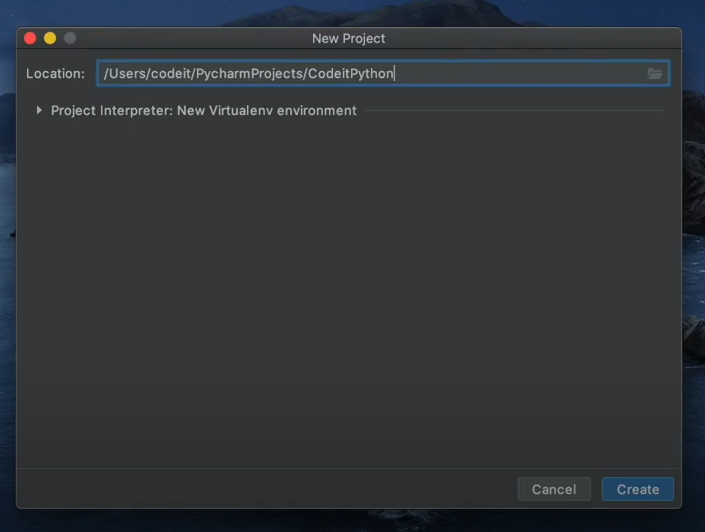 New Project
Location: /Users/codeit/PycharmProjects/CodeitPython
Project Interpreter: New Virtualenv environment
Cancel Create